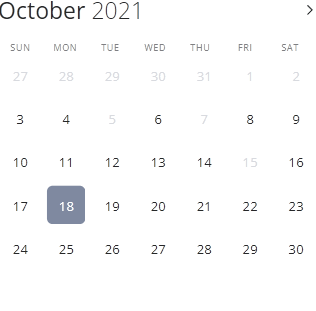 October 2021
SUN MON TUE WED THU FRI SAT
27 28 29 30 31 1 2
3 4 5 6 7 8 9
10 11 12 13 14 15 16
17 18 19 20 21 22 23
24 25 26 27 28 29 30